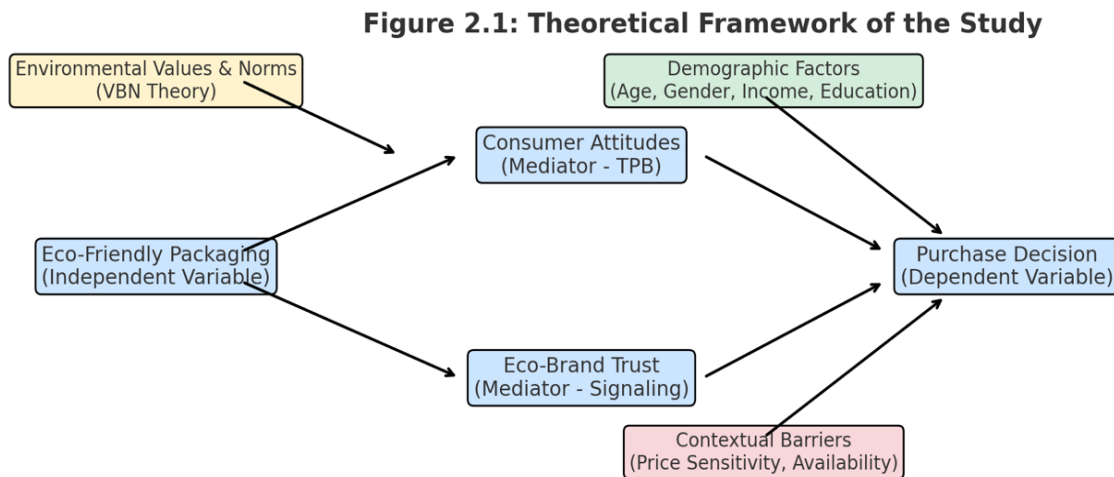 Figure 2.1: Theoretical Framework of the Study
Environmental Values & Norms
(VBN Theory)
Demographic Factors
(Age, Gender, Income, Education)
Consumer Attitudes
(Mediator - TPB)
Eco-Friendly Packaging
(Independent Variable)
Purchase Decision
(Dependent Variable)
Eco-Brand Trust
(Mediator - Signaling)
Contextual Barriers
(Price Sensitivity, Availability)